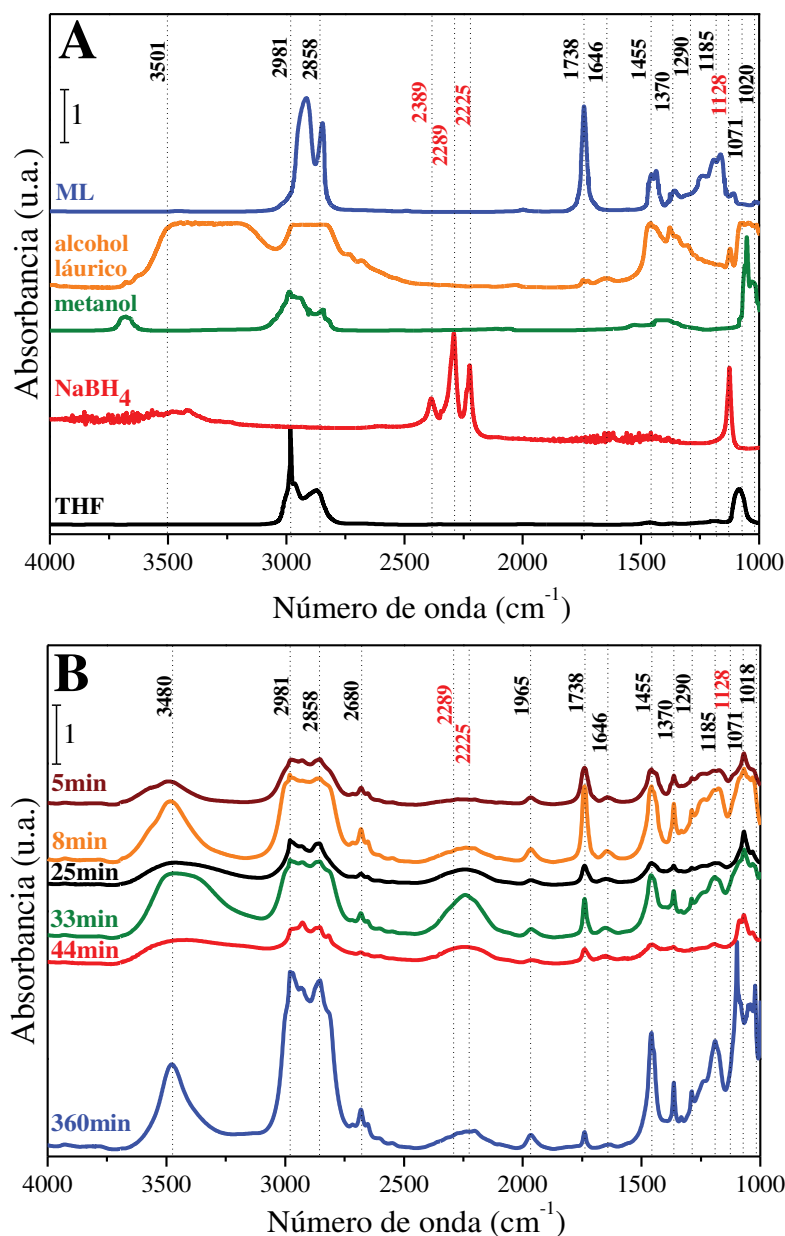 A
3501
2981
2858
2389
2289
2225
1738
1646
1455
1370
1290
1185
1128
1071
1020
1
ML
alcohol
láurico
metanol
NaBH4
THF
Absorbancia (u.a.)
4000 3500 3000 2500 2000 1500 1000
Número de onda (cm-1)
B
3480
2981
2858
2680
2289
2225
1965
1738
1646
1455
1370
1290
1185
1128
1071
1018
1
5min
8min
25min
33min
44min
360min
Absorbancia (u.a.)
4000 3500 3000 2500 2000 1500 1000
Número de onda (cm-1)